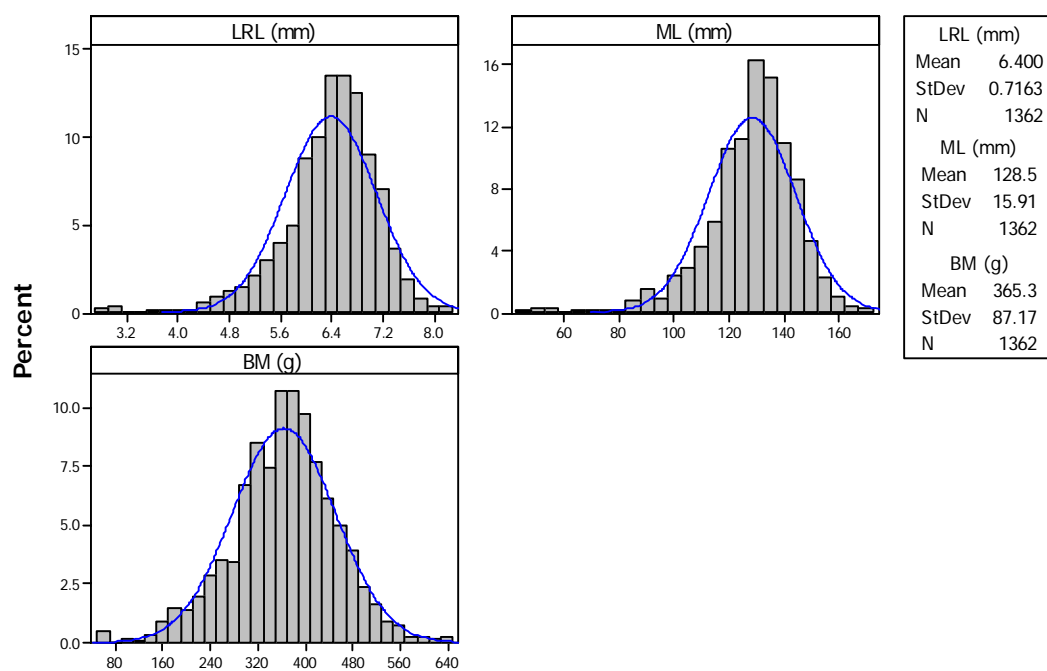 LRL (mm)
ML (mm)
15
10
5
0
3.2 4.0 4.8 5.6 6.4 7.2 8.0
16
12
8
4
0
60 80 100 120 140 160
LRL (mm)
Mean 6.400
StDev 0.7163
N 1362
ML (mm)
Mean 128.5
StDev 15.91
N 1362
BM (g)
Mean 365.3
StDev 87.17
N 1362
Percent
BM (g)
10.0
7.5
5.0
2.5
0.0
80 160 240 320 400 480 560 640